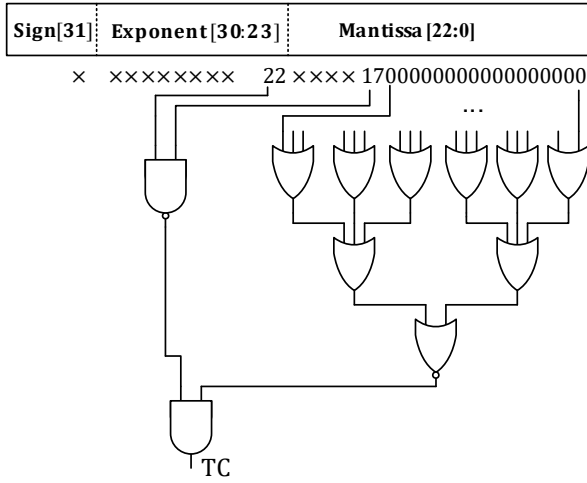 Sign[31] Exponent[30:23] Mantissa[22:0]
× ×××××××× 22 ×××× 1700000000000000000
...
TC